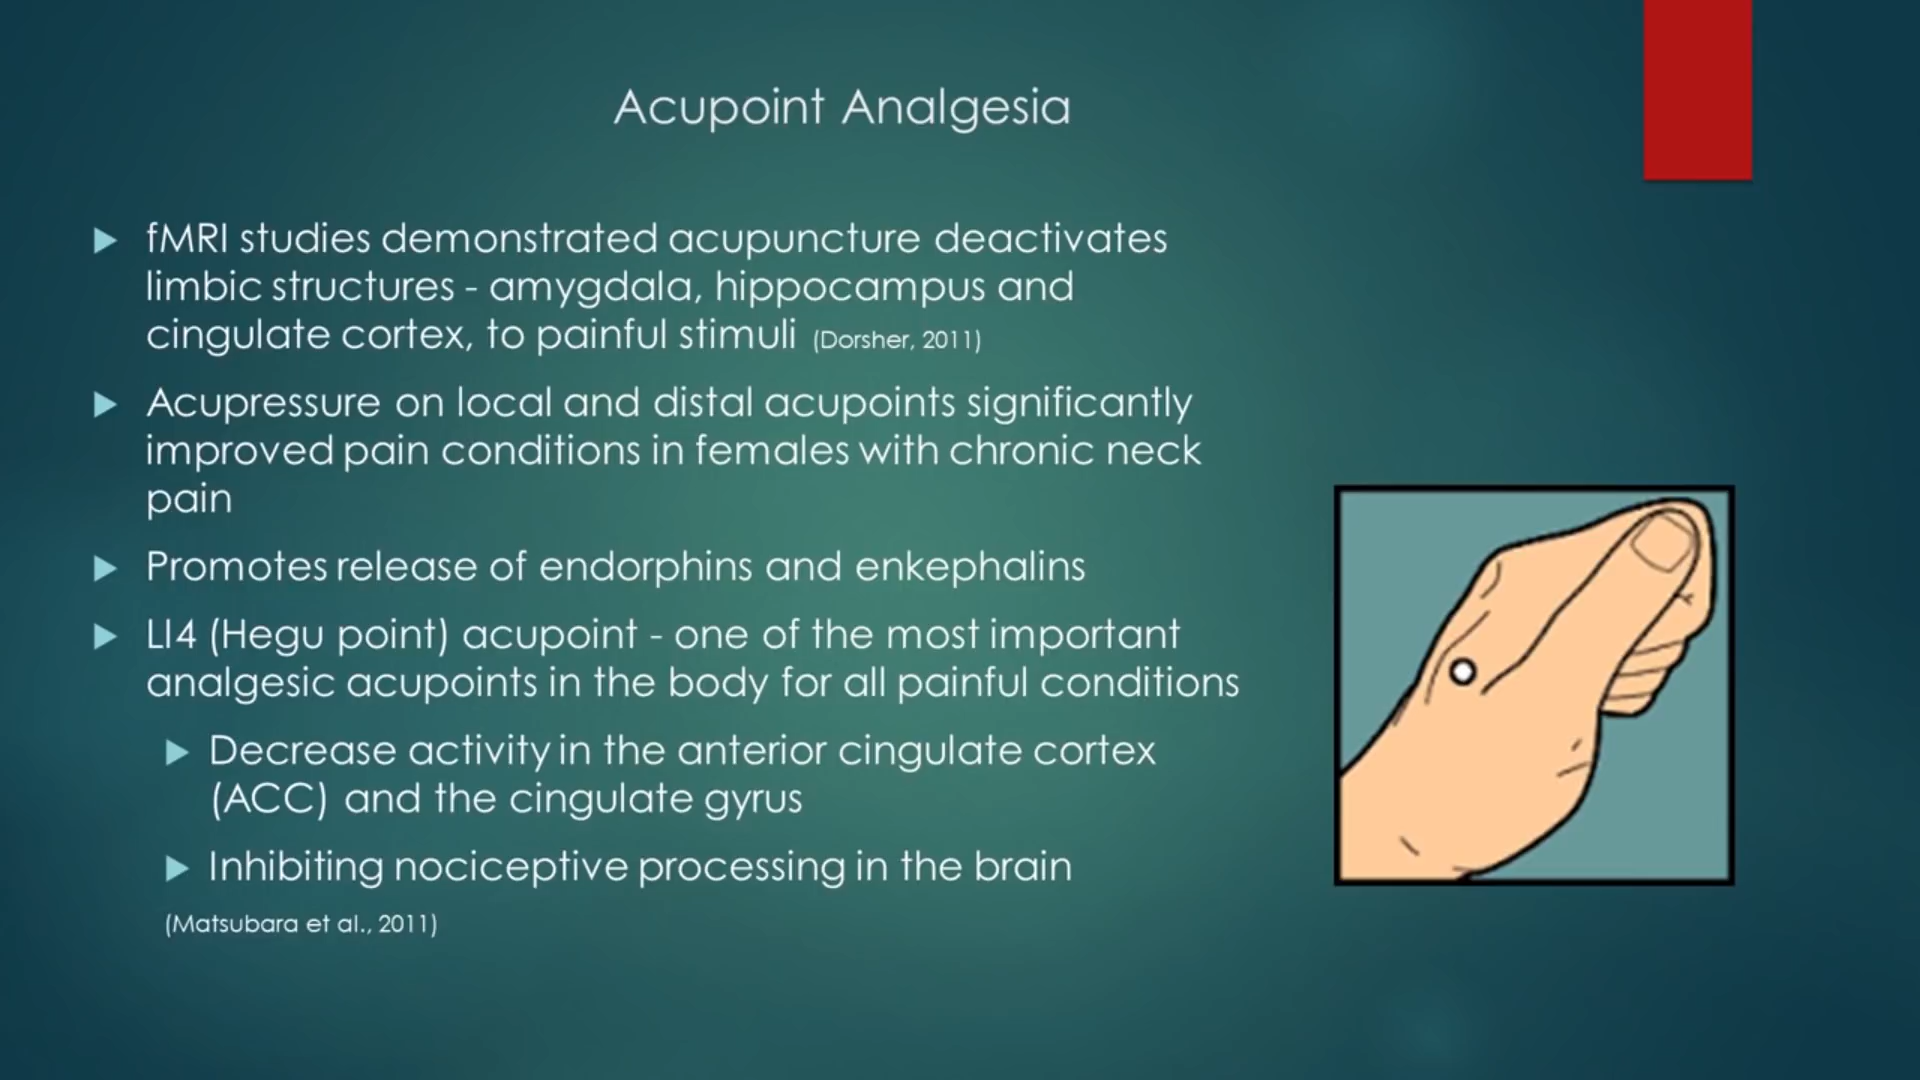 Acupoint Analgesia
fMRI studies demonstrated acupuncture deactivates
limbic structures - amygdala, hippocampus and
cingulate cortex, to painful stimuli (Dorsher, 2011)
Acupressure on local and distal acupoints significantly
improved pain conditions in females with chronic neck
pain
Promotes release of endorphins and enkephalins
LI4 (Hegu point) acupoint - one of the most important
analgesic acupoints in the body for all painful conditions
Decrease activity in the anterior cingulate cortex
(ACC) and the cingulate gyrus
Inhibiting nociceptive processing in the brain
(Matsubara et al., 2011)